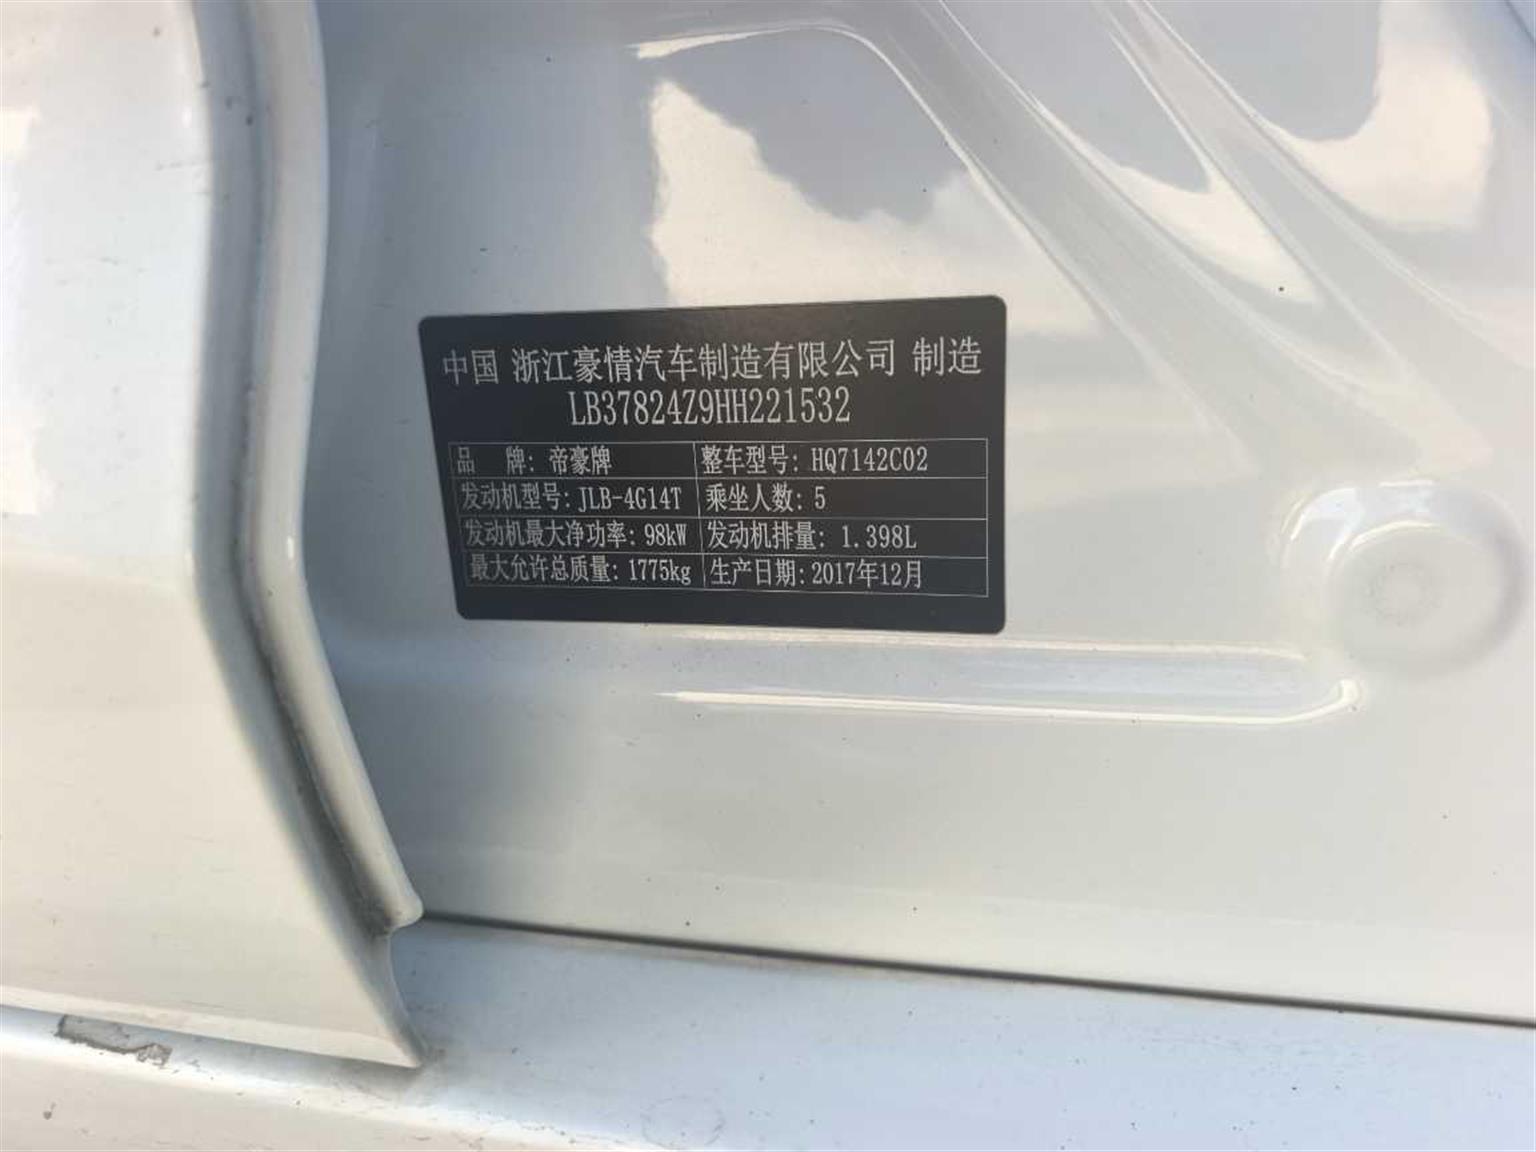 中国 浙江豪情汽车制造有限公司 制造
LB37824Z9HH221532
品 牌: 帝豪牌 整车型号: HQ7142C02
发动机型号: JLB-4G14T 乘坐人数: 5
发动机最大净功率: 98kW 发动机排量: 1.398L
最大允许总质量: 1775kg 生产日期: 2017年12月